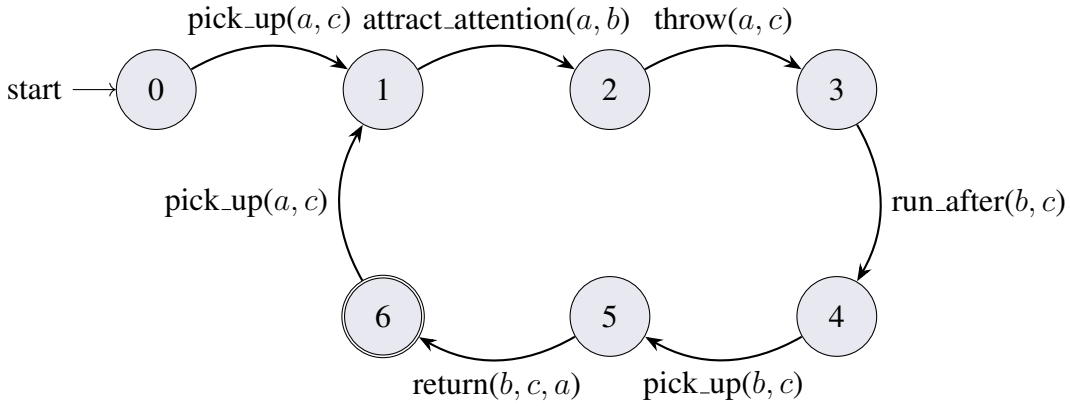 pick_up(a, c) attract_attention(a, b) throw(a, c)
start 0 1 2 3
pick_up(a, c) run_after(b, c)
6 5 4
return(b, c, a) pick_up(b, c)